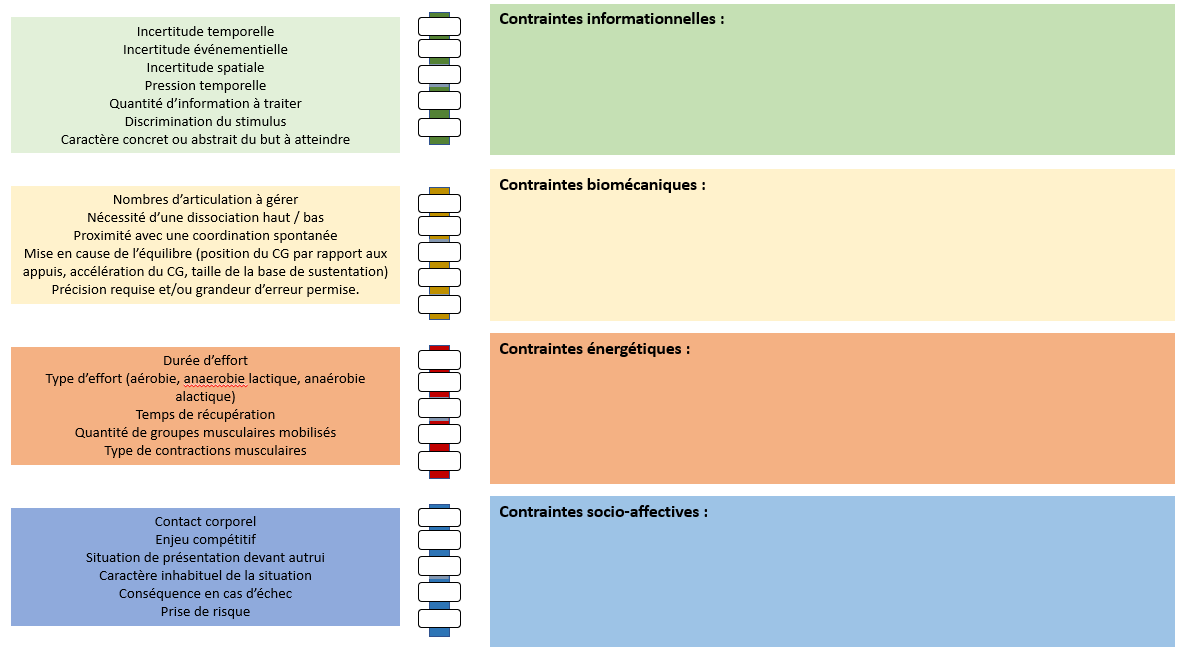 Incertitude temporelle
Incertitude événementielle
Incertitude spatiale
Pression temporelle
Quantité d'information à traiter
Discrimination du stimulus
Caractère concret ou abstrait du but à atteindre
Contraintes informationnelles :
Nombres d'articulation à gérer
Nécessité d'une dissociation haut / bas
Proximité avec une coordination spontanée
Mise en cause de l'équilibre (position du CG par rapport aux
appuis, accélération du CG, taille de la base de sustentation)
Précision requise et/ou grandeur d'erreur permise.
Contraintes biomécaniques :
Durée d'effort
Type d'effort (aérobie, anaerobie lactique, anaérobie
alactique)
Temps de récupération
Quantité de groupes musculaires mobilisés
Type de contractions musculaires
Contraintes énergétiques :
Contact corporel
Enjeu compétitif
Situation de présentation devant autrui
Caractère inhabituel de la situation
Conséquence en cas d'échec
Prise de risque
Contraintes socio-affectives :